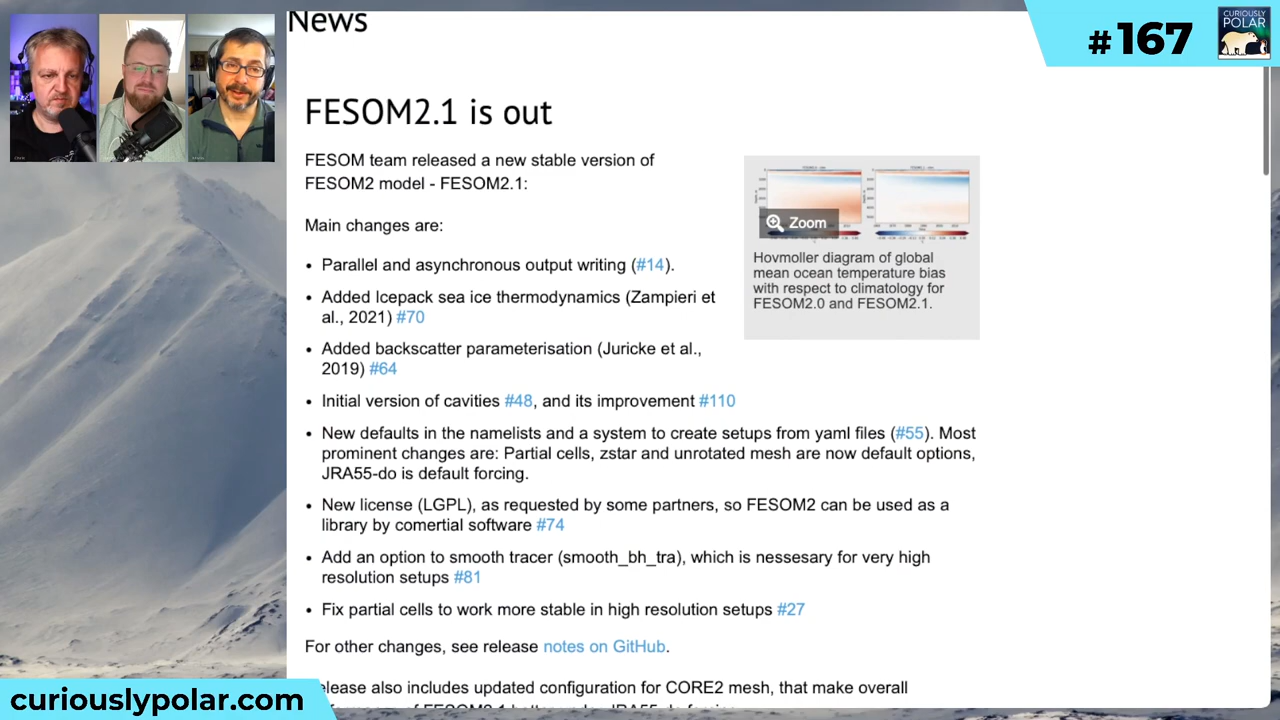 News
#167
CURIOUSLY
POLAR
FESOM2.1 is out
FESOM team released a new stable version of
FESOM2 model - FESOM2.1:
Main changes are:
• Parallel and asynchronous output writing (#14).
• Added Icepack sea ice thermodynamics (Zampieri et
al., 2021) #70
• Added backscatter parameterisation (Juricke et al.,
2019) #64
• Initial version of cavities #48, and its improvement #110
• New defaults in the namelists and a system to create setups from yaml files (#55). Most
prominent changes are: Partial cells, zstar and unrotated mesh are now default options,
JRA55-do is default forcing.
• New license (LGPL), as requested by some partners, so FESOM2 can be used as a
library by comertial software #74
• Add an option to smooth tracer (smooth_bh_tra), which is nessesary for very high
resolution setups #81
• Fix partial cells to work more stable in high resolution setups #27
For other changes, see release notes on GitHub.
elease also includes updated configuration for CORE2 mesh, that make overall
Zoom
Hovmoller diagram of global
mean ocean temperature bias
with respect to climatology for
FESOM2.0 and FESOM2.1.
curiouslypolar.com